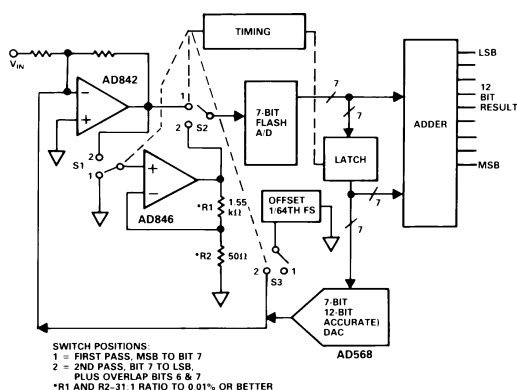 TIMING
VIN
AD842
1
S2
2
7-BIT
FLASH
A/D
7
7
ADDER
LSB
12
BIT
RESULT
MSB
LATCH
7
7
2
S1
1
AD846
*R1
1.55
kΩ
*R2
50Ω
OFFSET
1/64TH FS
2
1
S3
7-BIT
12-BIT
ACCURATE)
DAC
AD568
SWITCH POSITIONS:
1 = FIRST PASS, MSB TO BIT 7
2 = 2ND PASS, BIT 7 TO LSB,
PLUS OVERLAP BITS 6 & 7
*R1 AND R2-31:1 RATIO TO 0.01% OR BETTER